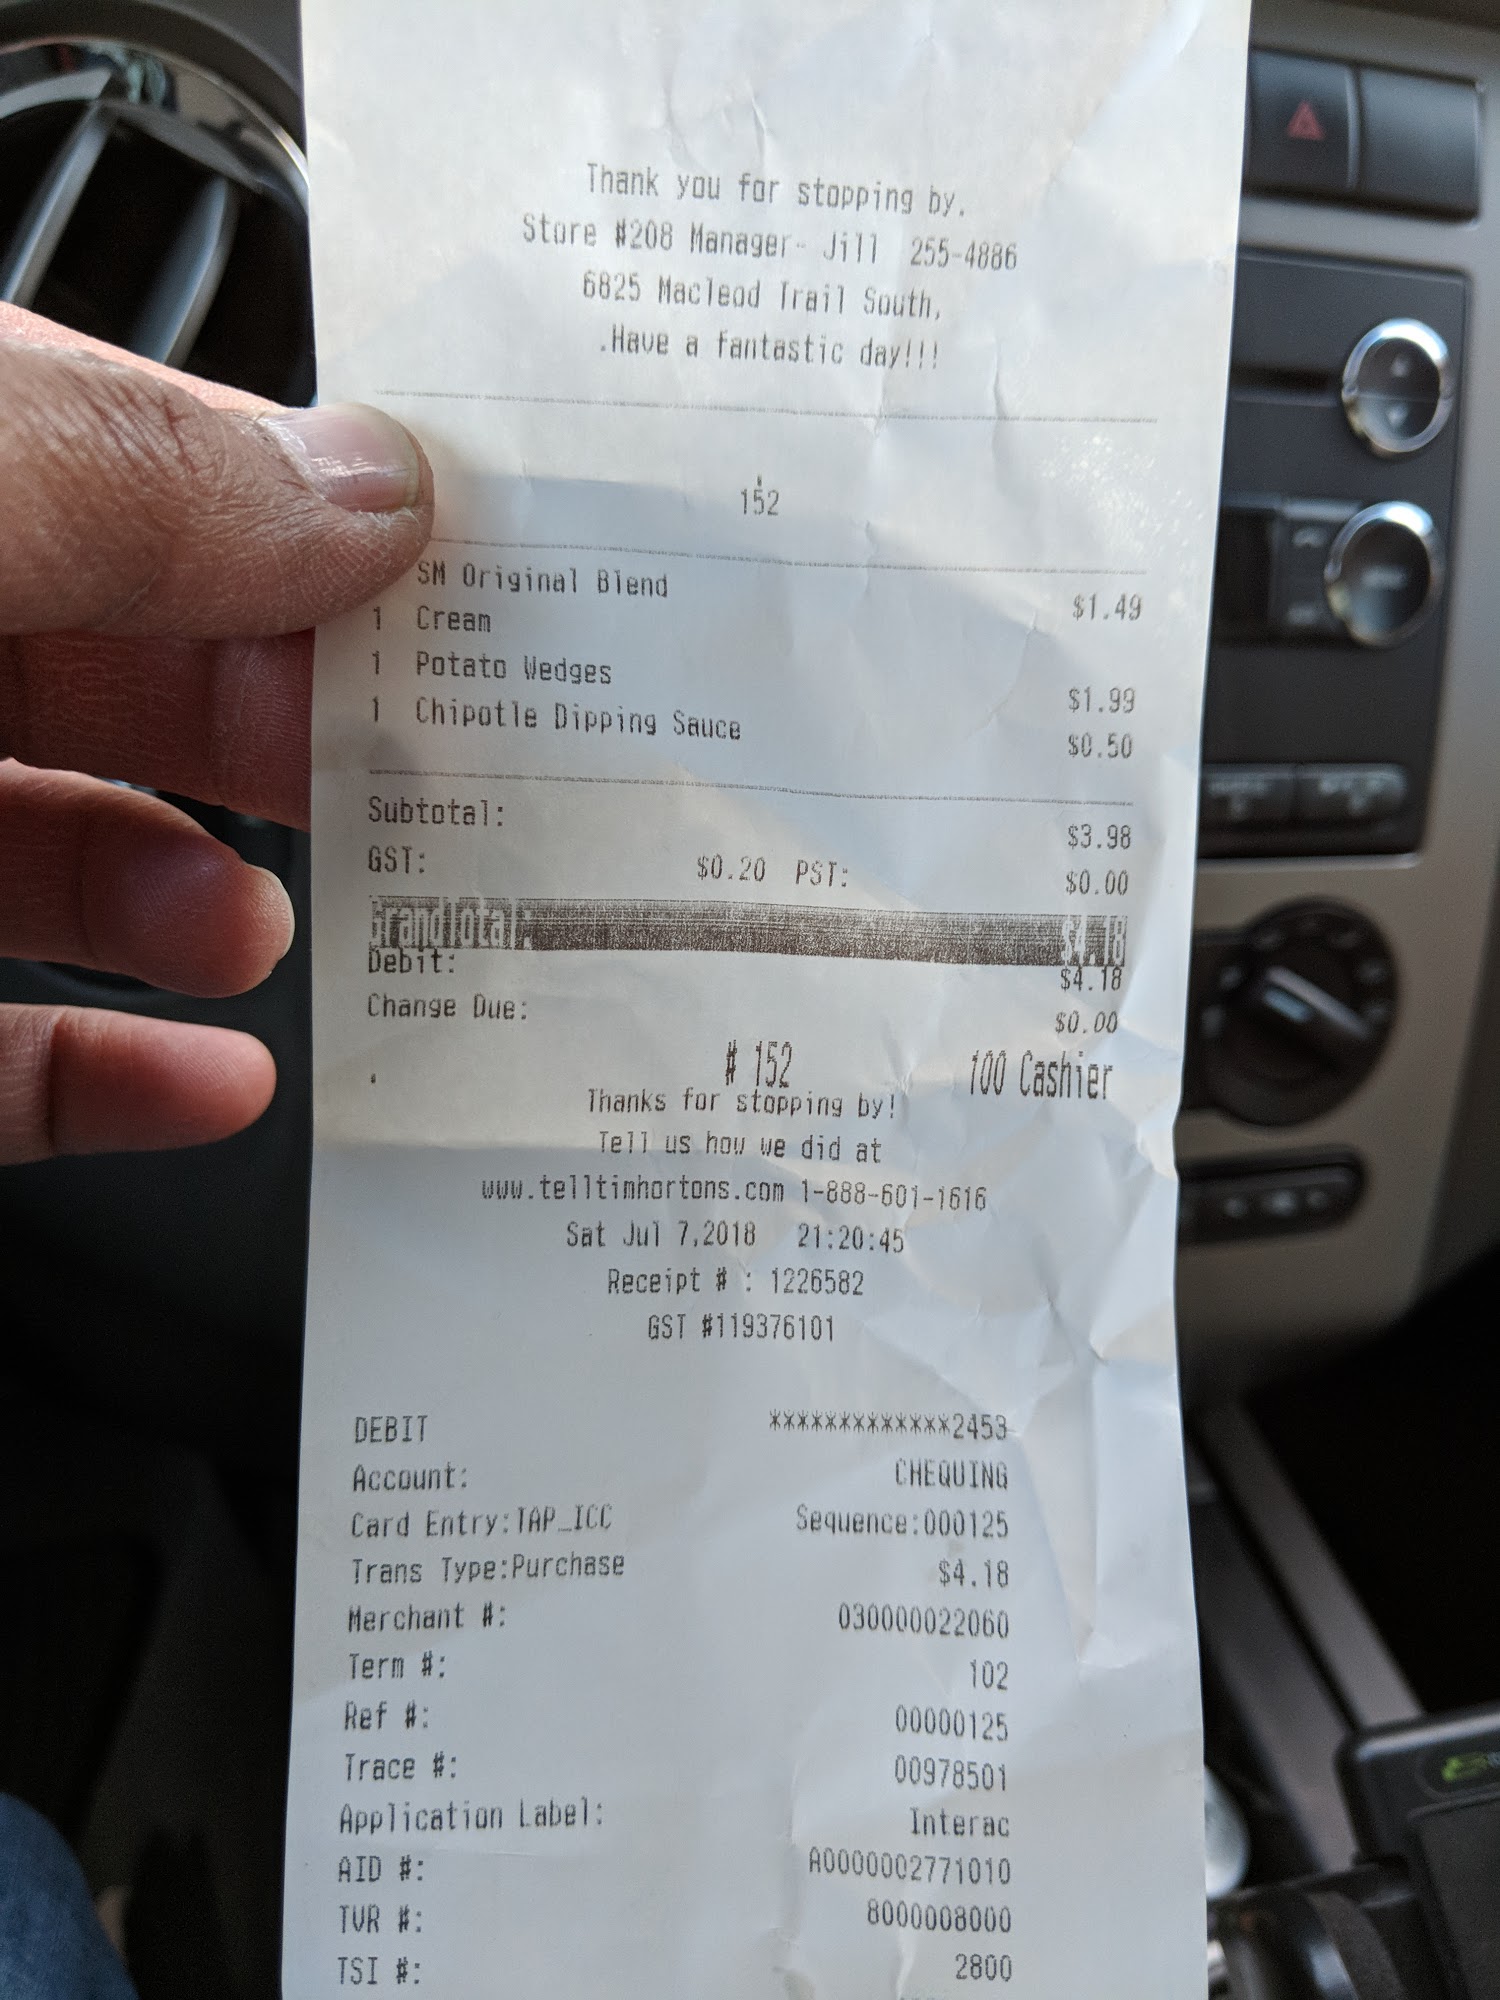 Thank you for stopping by.
Store #208 Manager- Jill 255-4886
6825 Macleod Trail South,
.Have a fantastic day!!!
152
SM Original Blend $1.49
1 Cream
1 Potato Wedges $1.99
1 Chipotle Dipping Sauce $0.50
Subtotal: $3.98
GST: $0.20 PST: $0.00
GrandTotal: $4.18
Debit: $4.18
Change Due: $0.00
# 152 100 Cashier
Thanks for stopping by!
Tell us how we did at
www.telltimhortons.com 1-888-601-1616
Sat Jul 7,2018 21:20:45
Receipt # : 1226582
GST #119376101
DEBIT *************2453
Account: CHEQUING
Card Entry:TAP_ICC Sequence:000125
Trans Type:Purchase $4.18
Merchant #: 030000022060
Term #: 102
Ref #: 00000125
Trace #: 00978501
Application Label: Interac
AID #: A0000002771010
TVR #: 8000008000
TSI #: 2800